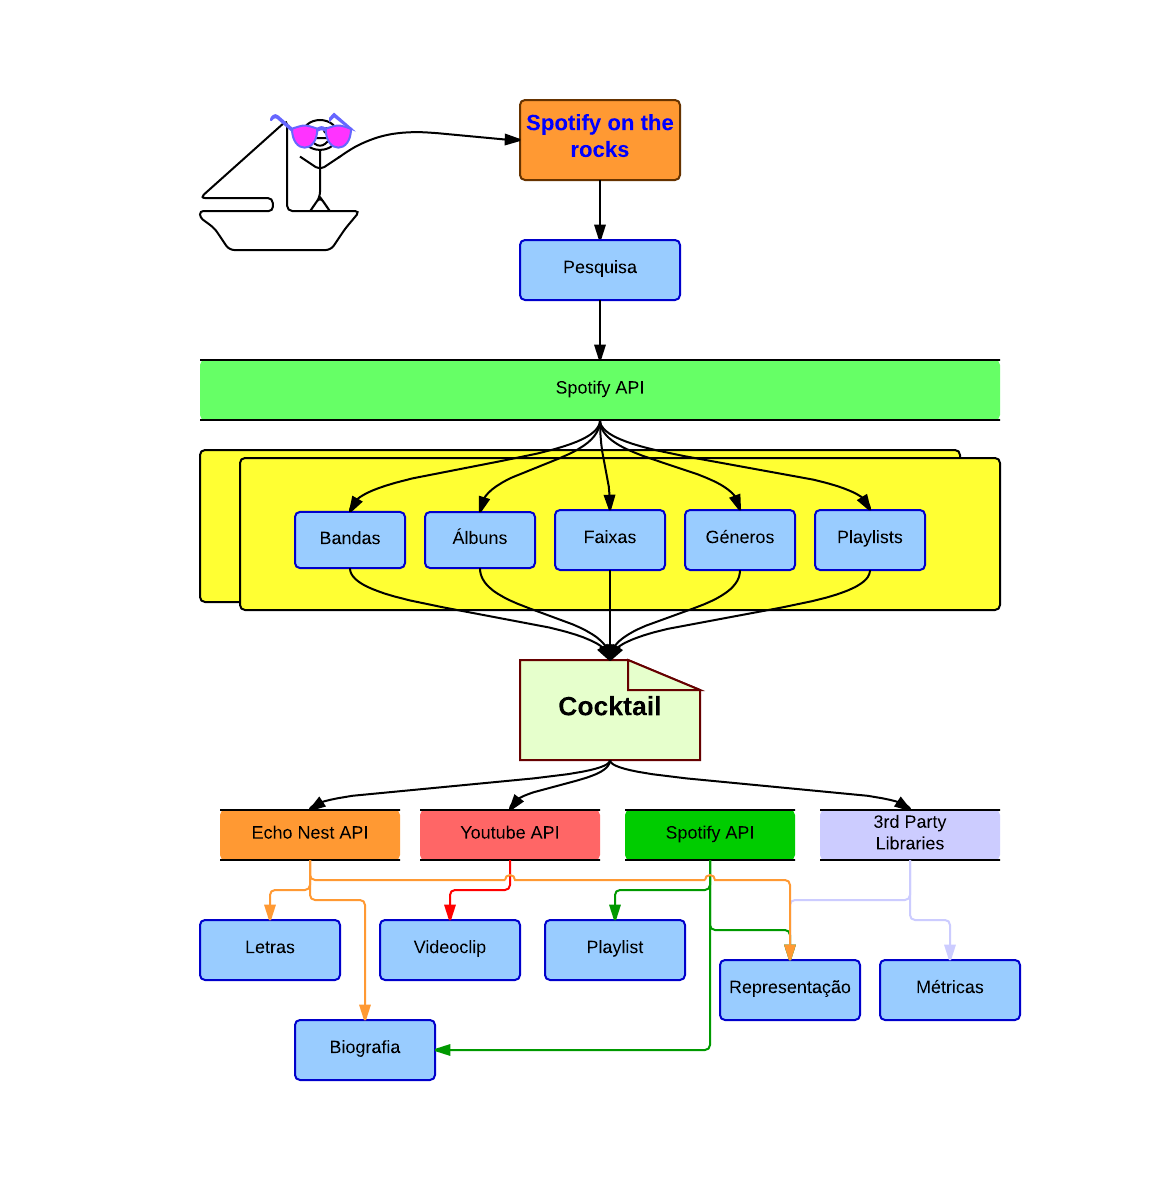 Spotify on the
rocks
Pesquisa
Spotify API
Bandas
Álbuns
Faixas
Géneros
Playlists
Cocktail
Echo Nest API
Youtube API
Spotify API
3rd Party
Libraries
Letras
Videoclip
Playlist
Representação
Métricas
Biografia